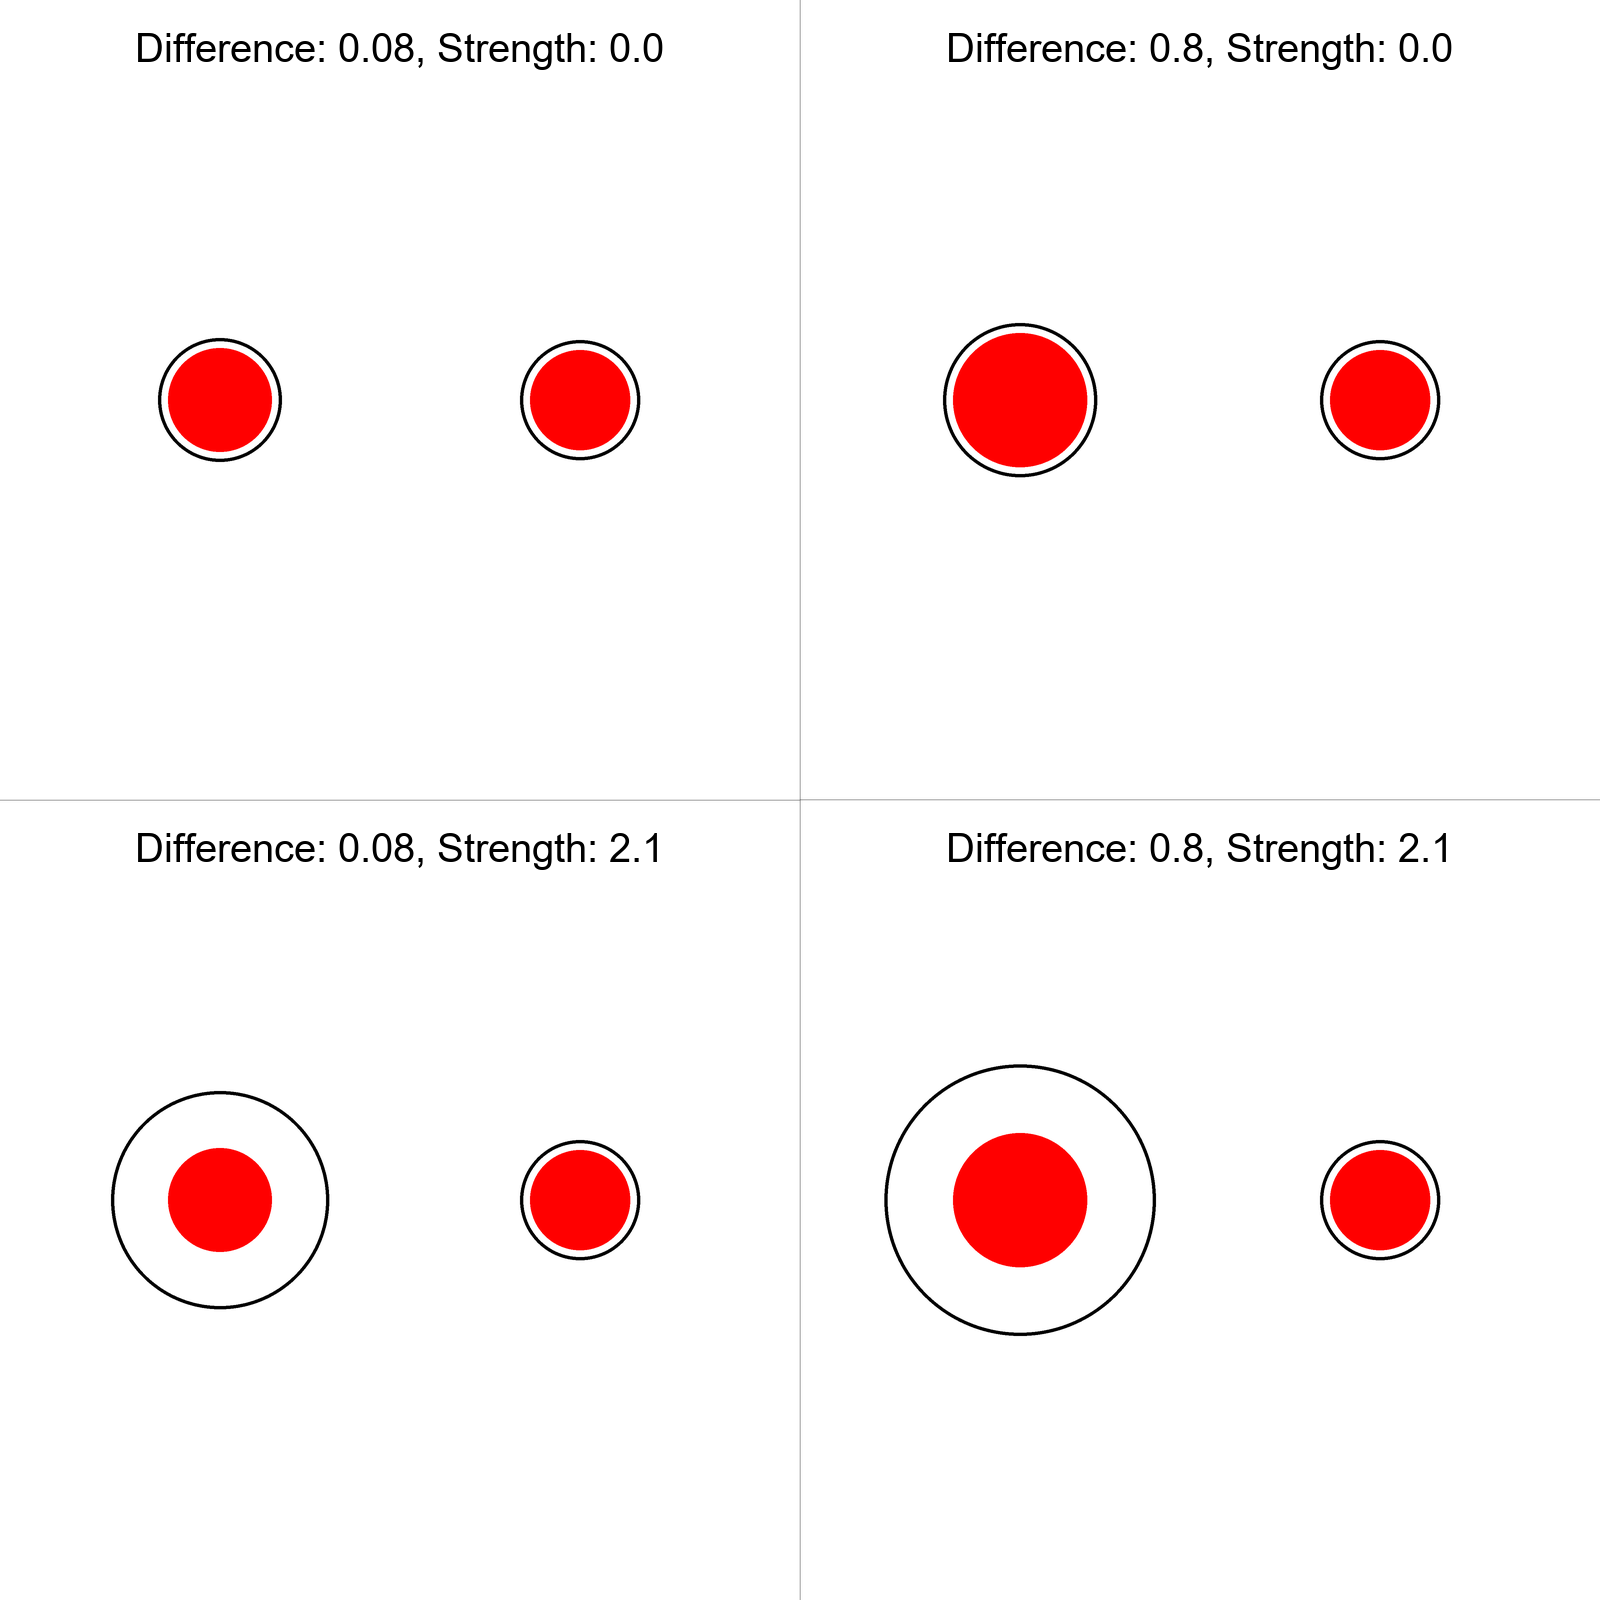 Difference: 0.08, Strength: 0.0
Difference: 0.8, Strength: 0.0
Difference: 0.08, Strength: 2.1
Difference: 0.8, Strength: 2.1